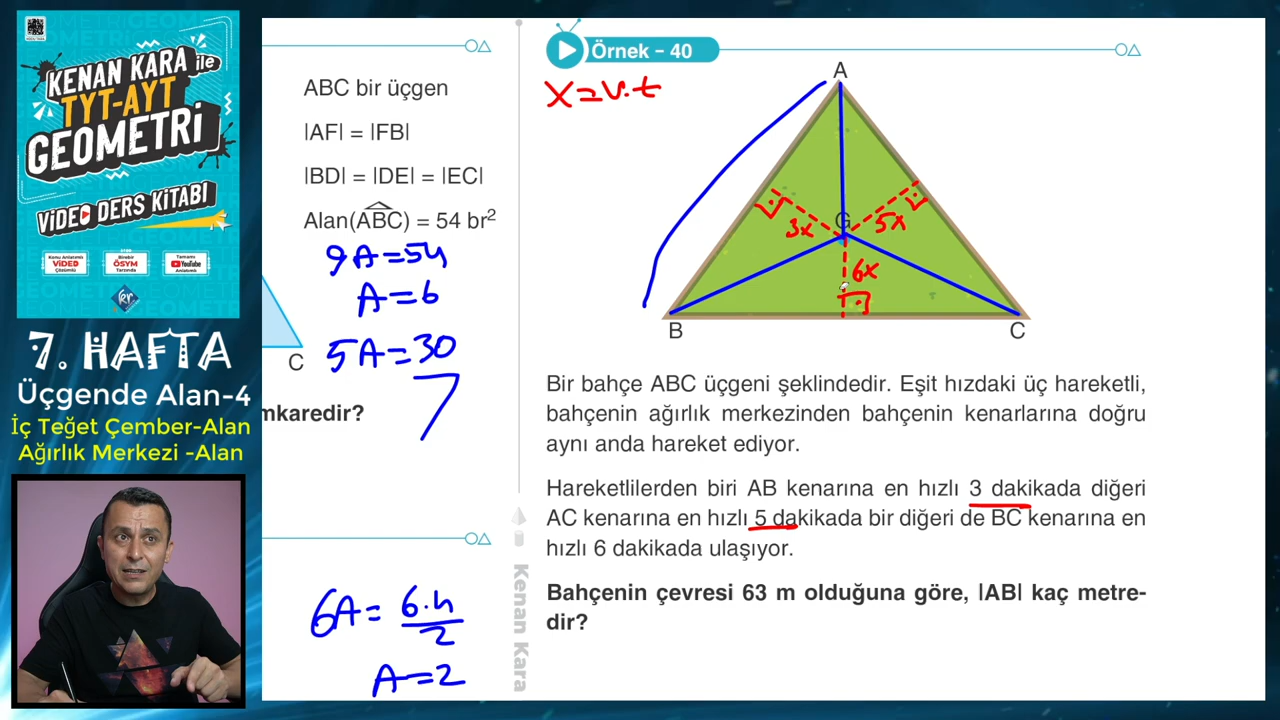 KENAN KARA ile
TYT-AYT
GEOMETRİ
VİDEO DERS KİTABI
Konu Anlatımlı
VİDEO
ÇÖZÜMLÜ
Birebir
ÖSYM
Tarzında
Tamamı
YouTube
Anlatımlı
7. HAFTA
Üçgende Alan-4
İç Teğet Çember-Alan
Ağırlık Merkezi -Alan
ABC bir üçgen
|AF| = |FB|
|BD| = |DE| = |EC|
Alan(ABC) = 54 br²
9A=54
A=6
5A=30
C
mkaredir?
6A= 6.h/2
A=2
Kenan Kara
Örnek - 40
X=v.t
A
G
3x
5x
6x
B
C
Bir bahçe ABC üçgeni şeklindedir. Eşit hızdaki üç hareketli,
bahçenin ağırlık merkezinden bahçenin kenarlarına doğru
aynı anda hareket ediyor.
Hareketlilerden biri AB kenarına en hızlı 3 dakikada diğeri
AC kenarına en hızlı 5 dakikada bir diğeri de BC kenarına en
hızlı 6 dakikada ulaşıyor.
Bahçenin çevresi 63 m olduğuna göre, |AB| kaç metre-
dir?